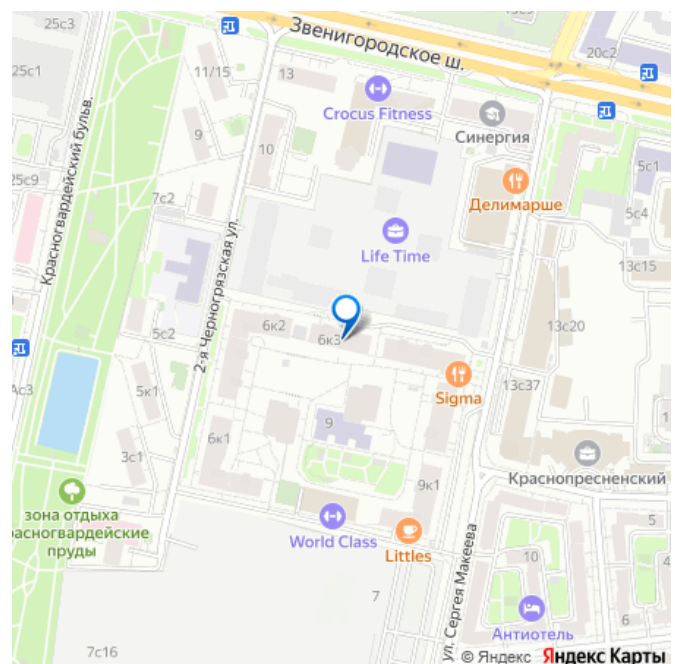 25с3
Звенигородское ш.
20с2
25с1
11/15
13
Crocus Fitness
Синергия
Красногвардейский бульв.
9
10
5с1
25с9
7с2
Делимарше
5с4
2-я Черногрязская ул.
Life Time
13с15
5с2
6к2
6к3
13с20
Sigma
13с37
5к1
9
6к1
3с1
Краснопресненский
зона отдыха
расногвардейские
пруды
9к1
World Class
Littles
ул. Сергея Макеева
5
10
4
7
Антиотель
6
7с16
© Яндекс Яндекс Карты